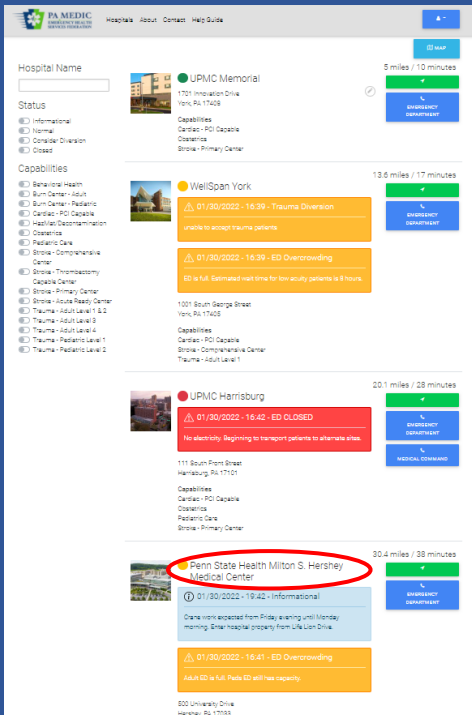 PA MEDIC
EMERGENCY HEALTH
SERVICES FEDERATION
Hospitals About Contact Help Guide
MAP
Hospital Name
Status
Informational
Normal
Consider Diversion
Closed
Capabilities
Behavioral Health
Burn Center - Adult
Burn Center - Pediatric
Cardiac - PCI Capable
HazMat/Decontamination
Obstetrics
Pediatric Care
Stroke - Comprehensive
Center
Stroke - Thrombectomy
Capable Center
Stroke - Primary Center
Stroke - Acute Ready Center
Trauma - Adult Level 1 & 2
Trauma - Adult Level 3
Trauma - Adult Level 4
Trauma - Pediatric Level 1
Trauma - Pediatric Level 2
UPMC Memorial
1701 Innovation Drive
York, PA 17408
Capabilities
Cardiac - PCI Capable
Obstetrics
Stroke - Primary Center
5 miles / 10 minutes
EMERGENCY
DEPARTMENT
WellSpan York
01/30/2022 - 16:39 - Trauma Diversion
unable to accept trauma patients
01/30/2022 - 16:39 - ED Overcrowding
ED is full. Estimated wait time for low acuity patients is 8 hours.
1001 South George Street
York, PA 17405
Capabilities
Cardiac - PCI Capable
Stroke - Comprehensive Center
Trauma - Adult Level 1
13.6 miles / 17 minutes
EMERGENCY
DEPARTMENT
UPMC Harrisburg
01/30/2022 - 16:42 - ED CLOSED
No electricity. Beginning to transport patients to alternate sites.
111 South Front Street
Harrisburg, PA 17101
Capabilities
Cardiac - PCI Capable
Obstetrics
Pediatric Care
Stroke - Primary Center
20.1 miles / 28 minutes
EMERGENCY
DEPARTMENT
MEDICAL COMMAND
Penn State Health Milton S. Hershey
Medical Center
01/30/2022 - 19:42 - Informational
Crane work expected from Friday evening until Monday
morning. Enter hospital property from Life Lion Drive.
01/30/2022 - 16:41 - ED Overcrowding
Adult ED is full. Peds ED still has capacity.
500 University Drive
Hershey, PA 17033
30.4 miles / 38 minutes
EMERGENCY
DEPARTMENT